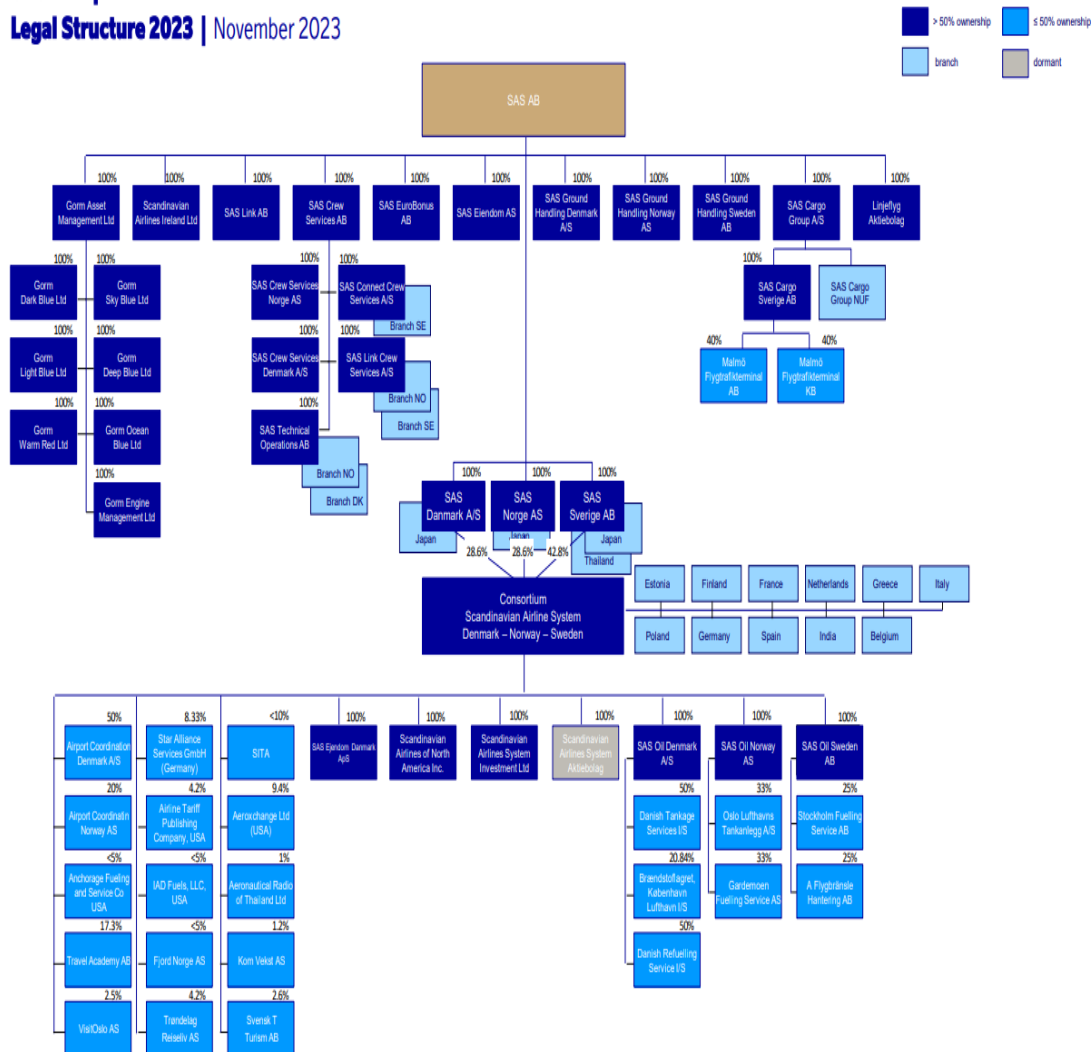 Legal Structure 2023 | November 2023
> 50% ownership
≤ 50% ownership
branch
dormant
SAS AB
100%
100%
100%
100%
100%
100%
100%
100%
100%
100%
100%
Gorm Asset
Management Ltd
Scandinavian
Airlines Ireland Ltd
SAS Link AB
SAS Crew
Services AB
SAS EuroBonus
AB
SAS Eiendom AS
SAS Ground
Handling Denmark
A/S
SAS Ground
Handling Norway
AS
SAS Ground
Handling Sweden
AB
SAS Cargo
Group A/S
Linjeflyg
Aktiebolag
100%
Gorm
Dark Blue Ltd
100%
Gorm
Sky Blue Ltd
100%
Gorm
Light Blue Ltd
100%
Gorm
Deep Blue Ltd
100%
Gorm
Warm Red Ltd
100%
Gorm Ocean
Blue Ltd
100%
Gorm Engine
Management Ltd
100%
SAS Crew Services
Norge AS
100%
SAS Connect Crew
Services A/S
Branch SE
100%
SAS Crew Services
Denmark A/S
100%
SAS Link Crew
Services A/S
Branch NO
Branch SE
100%
SAS Technical
Operations AB
Branch NO
Branch DK
100%
SAS Cargo
Sverige AB
SAS Cargo
Group NUF
40%
Malmö
Flygtrafikterminal
AB
40%
Malmö
Flygtrafikterminal
KB
100%
100%
100%
SAS
Danmark A/S
SAS
Norge AS
SAS
Sverige AB
Japan
Japan
Japan
Thailand
28.6%
28.6%
42.8%
Consortium
Scandinavian Airline System
Denmark – Norway – Sweden
Estonia
Finland
France
Netherlands
Greece
Italy
Poland
Germany
Spain
India
Belgium
50%
Airport Coordination
Denmark A/S
20%
Airport Coordinatin
Norway AS
<5%
Anchorage Fueling
and Service Co
USA
17.3%
Travel Academy AB
2.5%
VisitOslo AS
8.33%
Star Alliance
Services GmbH
(Germany)
4.2%
Airline Tariff
Publishing
Company, USA
<5%
IAD Fuels, LLC,
USA
<5%
Fjord Norge AS
4.2%
Trøndelag
Reiseliv AS
<10%
SITA
9.4%
Aeroxchange Ltd
(USA)
1%
Aeronautical Radio
of Thailand Ltd
1.2%
Kom Vekst AS
2.6%
Svensk T
Turism AB
100%
SAS Ejendom Danmark
ApS
100%
Scandinavian
Airlines of North
America Inc.
100%
Scandinavian
Airlines System
Investment Ltd
100%
Scandinavian
Airlines System
Aktiebolag
100%
SAS Oil Denmark
A/S
50%
Danish Tankage
Services I/S
20.84%
Brændstoflagret,
København
Lufthavn I/S
50%
Danish Refuelling
Service I/S
100%
SAS Oil Norway
AS
33%
Oslo Lufthavns
Tankanlegg A/S
33%
Gardemoen
Fuelling Service AS
100%
SAS Oil Sweden
AB
25%
Stockholm Fuelling
Service AB
25%
A Flygbränsle
Hantering AB